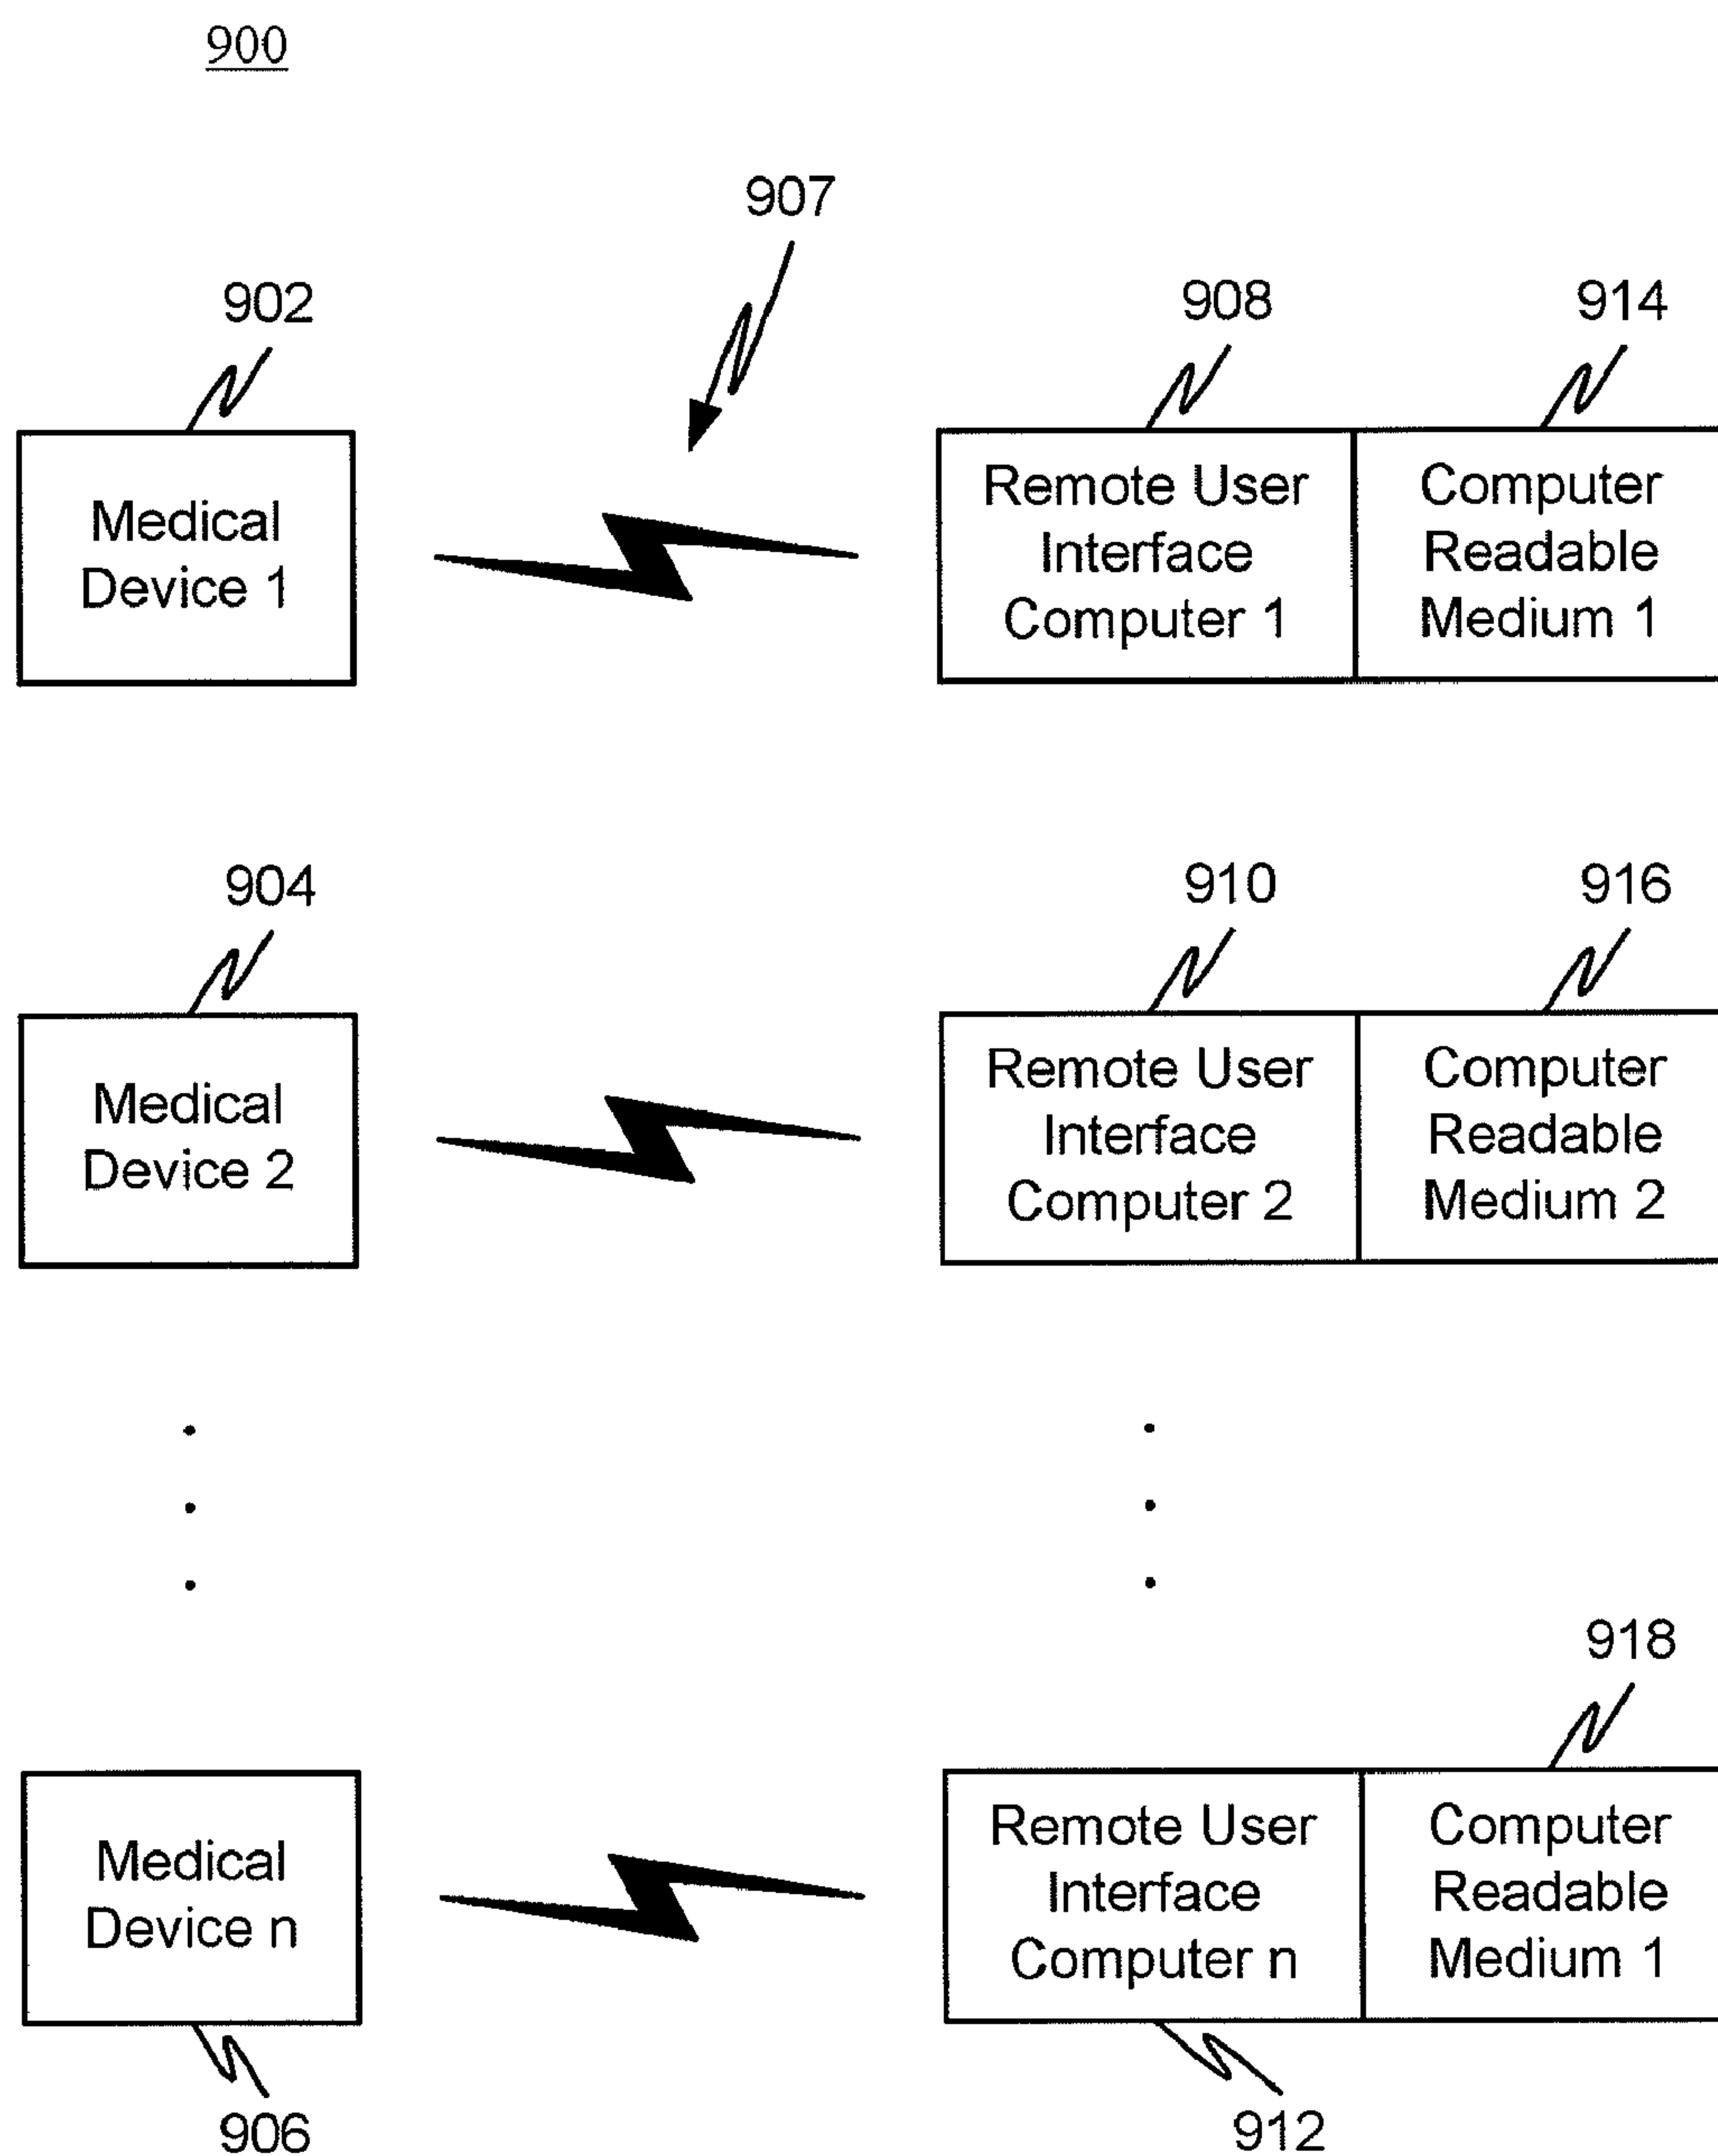 900
907
902
908
914
Medical
Device 1
Remote User
Interface
Computer 1
Computer
Readable
Medium 1
904
910
916
Medical
Device 2
Remote User
Interface
Computer 2
Computer
Readable
Medium 2
918
Medical
Device n
Remote User
Interface
Computer n
Computer
Readable
Medium 1
906
912